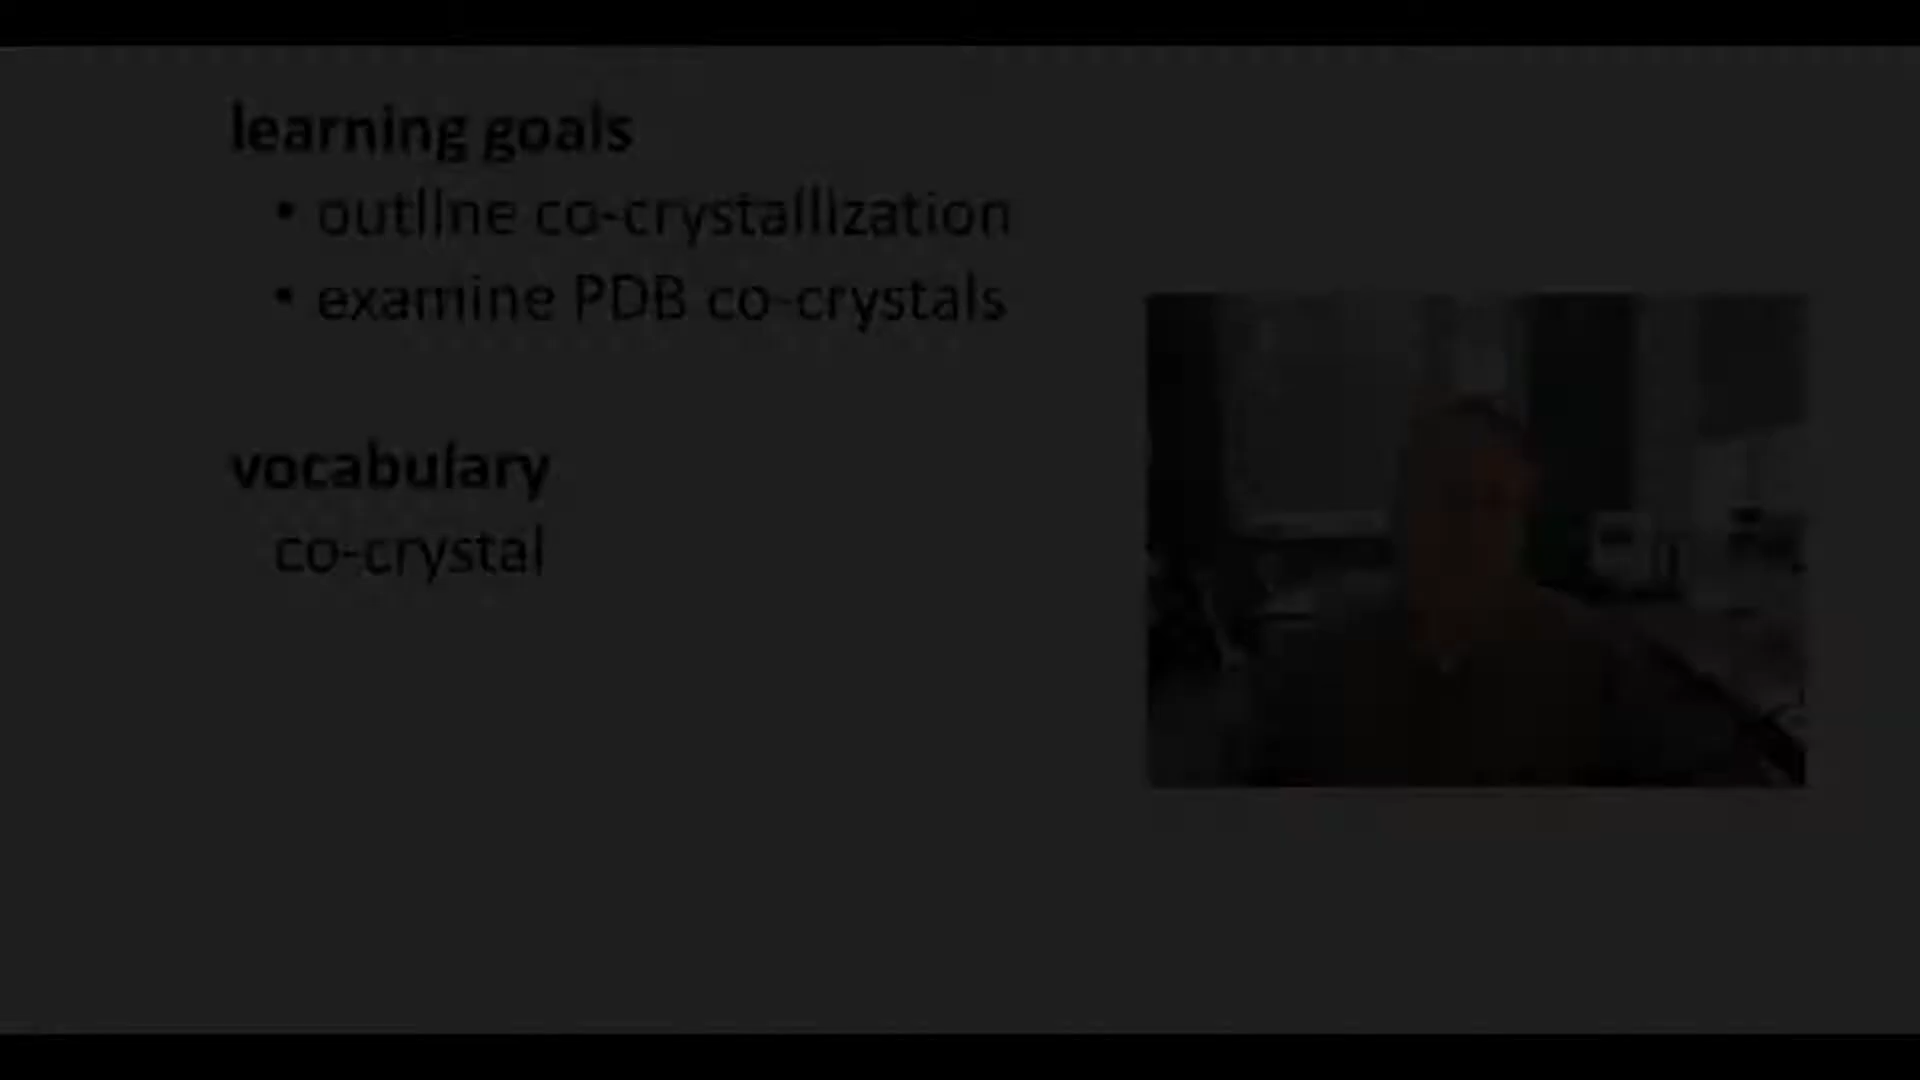 learning goals
• outline co-crystallization
• examine PDB co-crystals
vocabulary
co-crystal